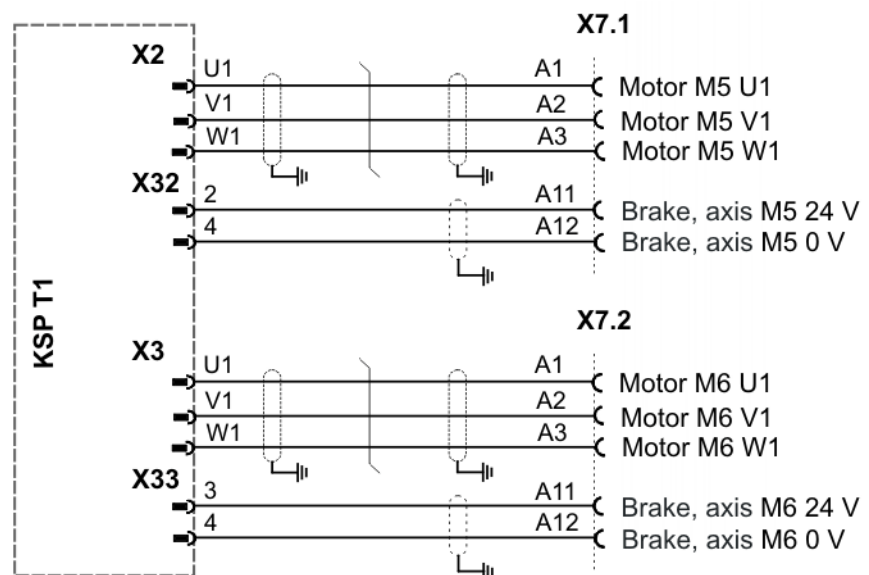 X7.1
X2
U1 A1 Motor M5 U1
V1 A2 Motor M5 V1
W1 A3 Motor M5 W1
X32
2 A11 Brake, axis M5 24 V
4 A12 Brake, axis M5 0 V
KSP T1
X7.2
X3
U1 A1 Motor M6 U1
V1 A2 Motor M6 V1
W1 A3 Motor M6 W1
X33
3 A11 Brake, axis M6 24 V
4 A12 Brake, axis M6 0 V